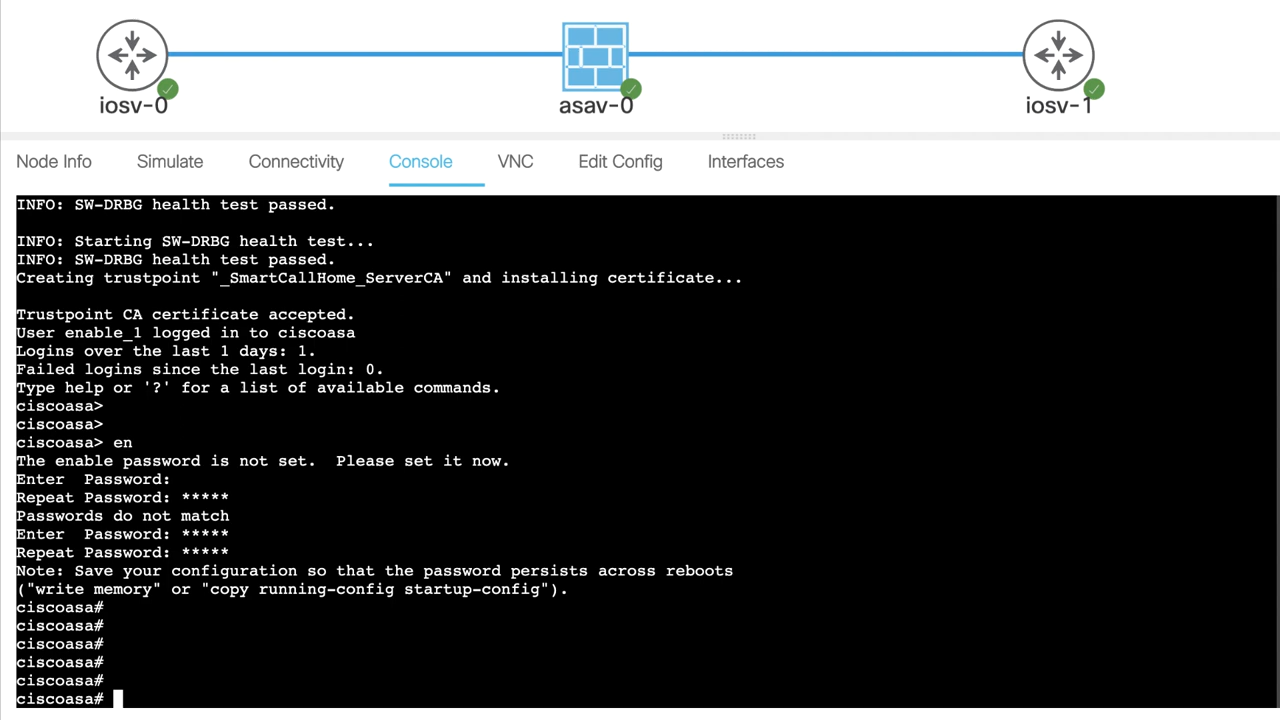 iosv-0 asav-0 iosv-1
Node Info Simulate Connectivity Console VNC Edit Config Interfaces
INFO: SW-DRBG health test passed.
INFO: Starting SW-DRBG health test...
INFO: SW-DRBG health test passed.
Creating trustpoint "_SmartCallHome_ServerCA" and installing certificate...
Trustpoint CA certificate accepted.
User enable_1 logged in to ciscoasa
Logins over the last 1 days: 1.
Failed logins since the last login: 0.
Type help or '?' for a list of available commands.
ciscoasa>
ciscoasa>
ciscoasa> en
The enable password is not set.  Please set it now.
Enter  Password:
Repeat Password: *****
Passwords do not match
Enter  Password: *****
Repeat Password: *****
Note: Save your configuration so that the password persists across reboots
("write memory" or "copy running-config startup-config").
ciscoasa#
ciscoasa#
ciscoasa#
ciscoasa#
ciscoasa#
ciscoasa#